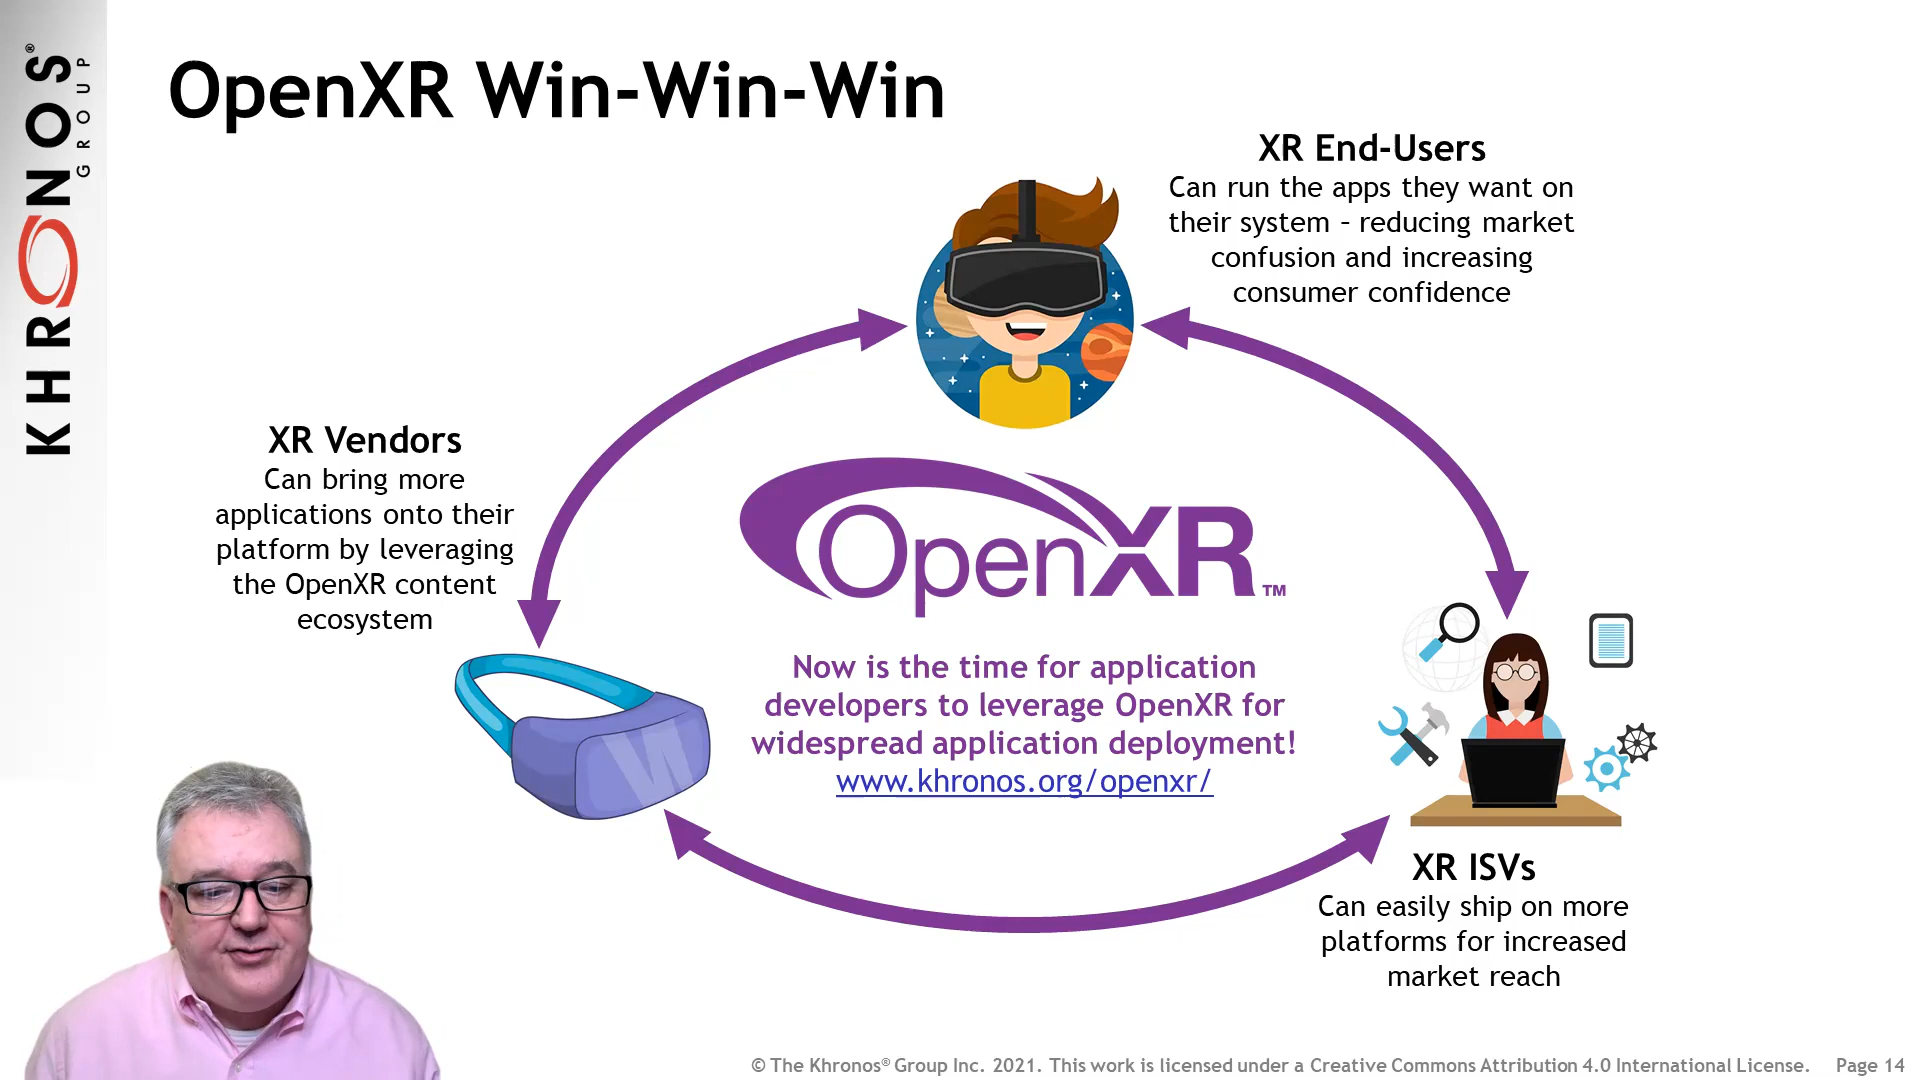 KHRONOS®
GROUP
OpenXR Win-Win-Win
XR End-Users
Can run the apps they want on
their system – reducing market
confusion and increasing
consumer confidence
XR Vendors
Can bring more
applications onto their
platform by leveraging
the OpenXR content
ecosystem
OpenXR™
Now is the time for application
developers to leverage OpenXR for
widespread application deployment!
www.khronos.org/openxr/
XR ISVs
Can easily ship on more
platforms for increased
market reach
© The Khronos® Group Inc. 2021. This work is licensed under a Creative Commons Attribution 4.0 International License. Page 14